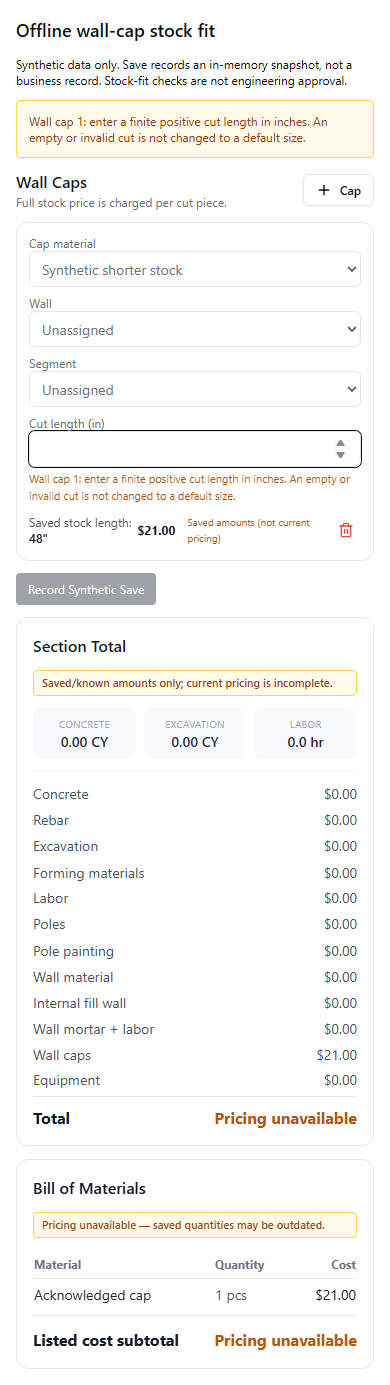 Offline wall-cap stock fit
Synthetic data only. Save records an in-memory snapshot, not a
business record. Stock-fit checks are not engineering approval.
Wall cap 1: enter a finite positive cut length in inches. An
empty or invalid cut is not changed to a default size.
Wall Caps
Full stock price is charged per cut piece.
+ Cap
Cap material
Synthetic shorter stock
Wall
Unassigned
Segment
Unassigned
Cut length (in)
Wall cap 1: enter a finite positive cut length in inches. An empty or
invalid cut is not changed to a default size.
Saved stock length:
48"
$21.00
Saved amounts (not current
pricing)
Record Synthetic Save
Section Total
Saved/known amounts only; current pricing is incomplete.
CONCRETE
0.00 CY
EXCAVATION
0.00 CY
LABOR
0.0 hr
Concrete $0.00
Rebar $0.00
Excavation $0.00
Forming materials $0.00
Labor $0.00
Poles $0.00
Pole painting $0.00
Wall material $0.00
Internal fill wall $0.00
Wall mortar + labor $0.00
Wall caps $21.00
Equipment $0.00
Total Pricing unavailable
Bill of Materials
Pricing unavailable — saved quantities may be outdated.
Material Quantity Cost
Acknowledged cap 1 pcs $21.00
Listed cost subtotal Pricing unavailable